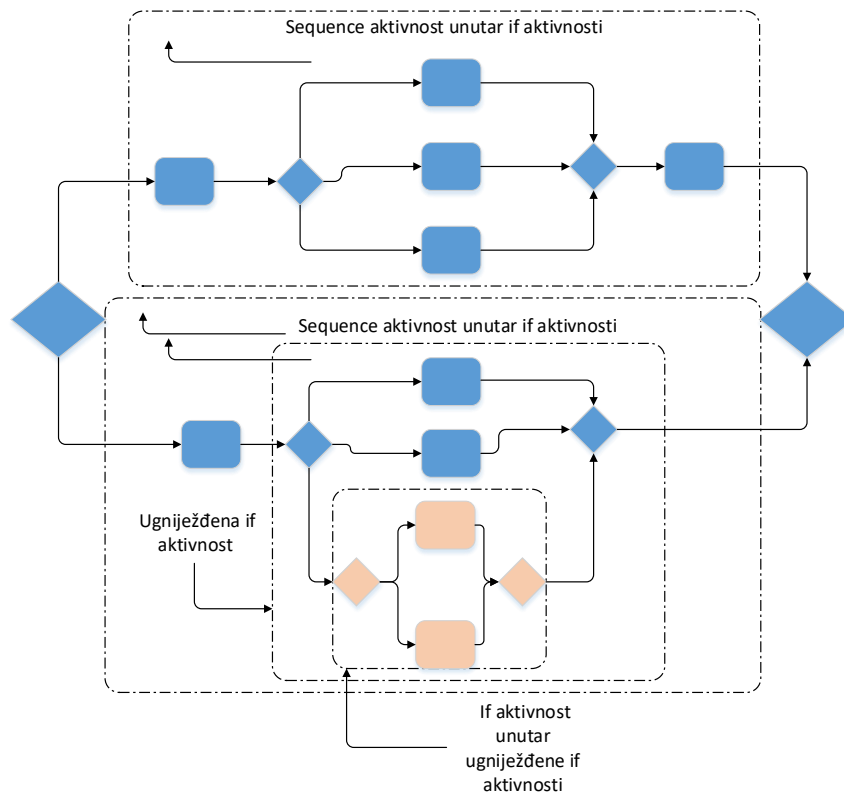 Sequence aktivnost unutar if aktivnosti
Sequence aktivnost unutar if aktivnosti
Ugniježđena if
aktivnost
If aktivnost
unutar
ugniježđene if
aktivnosti